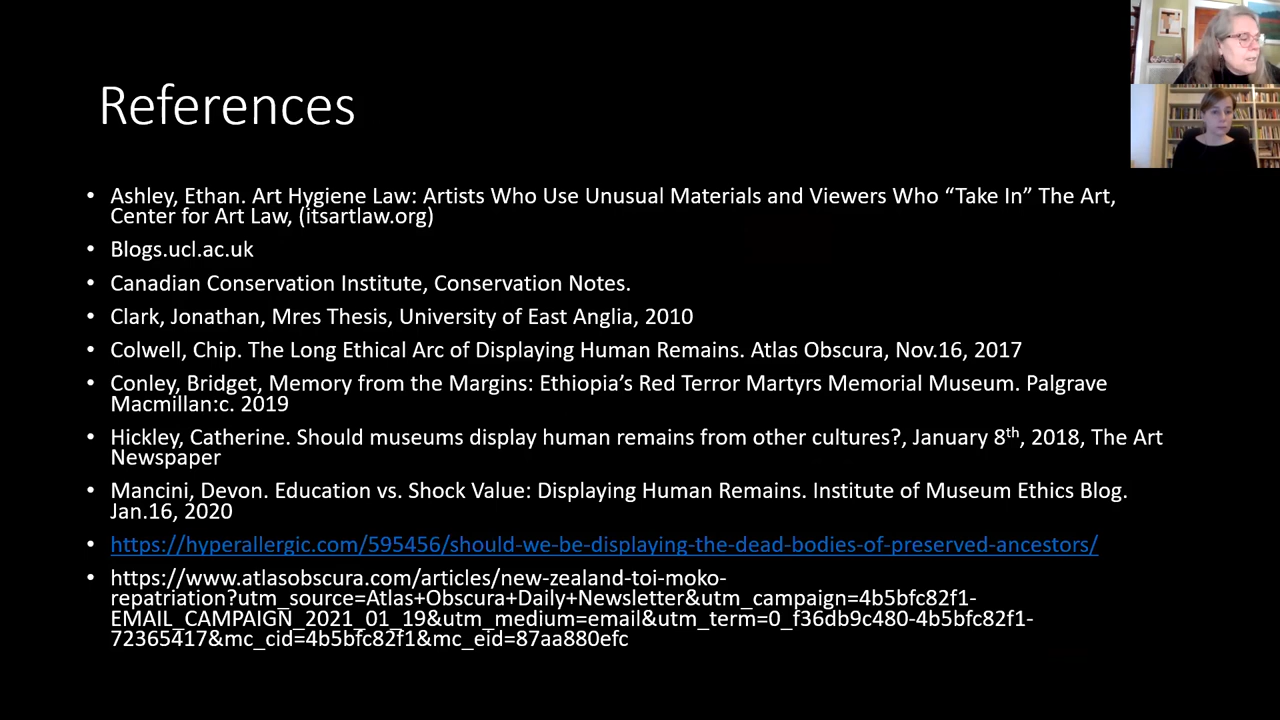 References
• Ashley, Ethan. Art Hygiene Law: Artists Who Use Unusual Materials and Viewers Who “Take In” The Art,
Center for Art Law, (itsartlaw.org)
• Blogs.ucl.ac.uk
• Canadian Conservation Institute, Conservation Notes.
• Clark, Jonathan, Mres Thesis, University of East Anglia, 2010
• Colwell, Chip. The Long Ethical Arc of Displaying Human Remains. Atlas Obscura, Nov.16, 2017
• Conley, Bridget, Memory from the Margins: Ethiopia’s Red Terror Martyrs Memorial Museum. Palgrave
Macmillan:c. 2019
• Hickley, Catherine. Should museums display human remains from other cultures?, January 8th, 2018, The Art
Newspaper
• Mancini, Devon. Education vs. Shock Value: Displaying Human Remains. Institute of Museum Ethics Blog.
Jan.16, 2020
• https://hyperallergic.com/595456/should-we-be-displaying-the-dead-bodies-of-preserved-ancestors/
• https://www.atlasobscura.com/articles/new-zealand-toi-moko-
repatriation?utm_source=Atlas+Obscura+Daily+Newsletter&utm_campaign=4b5bfc82f1-
EMAIL_CAMPAIGN_2021_01_19&utm_medium=email&utm_term=0_f36db9c480-4b5bfc82f1-
72365417&mc_cid=4b5bfc82f1&mc_eid=87aa880efc